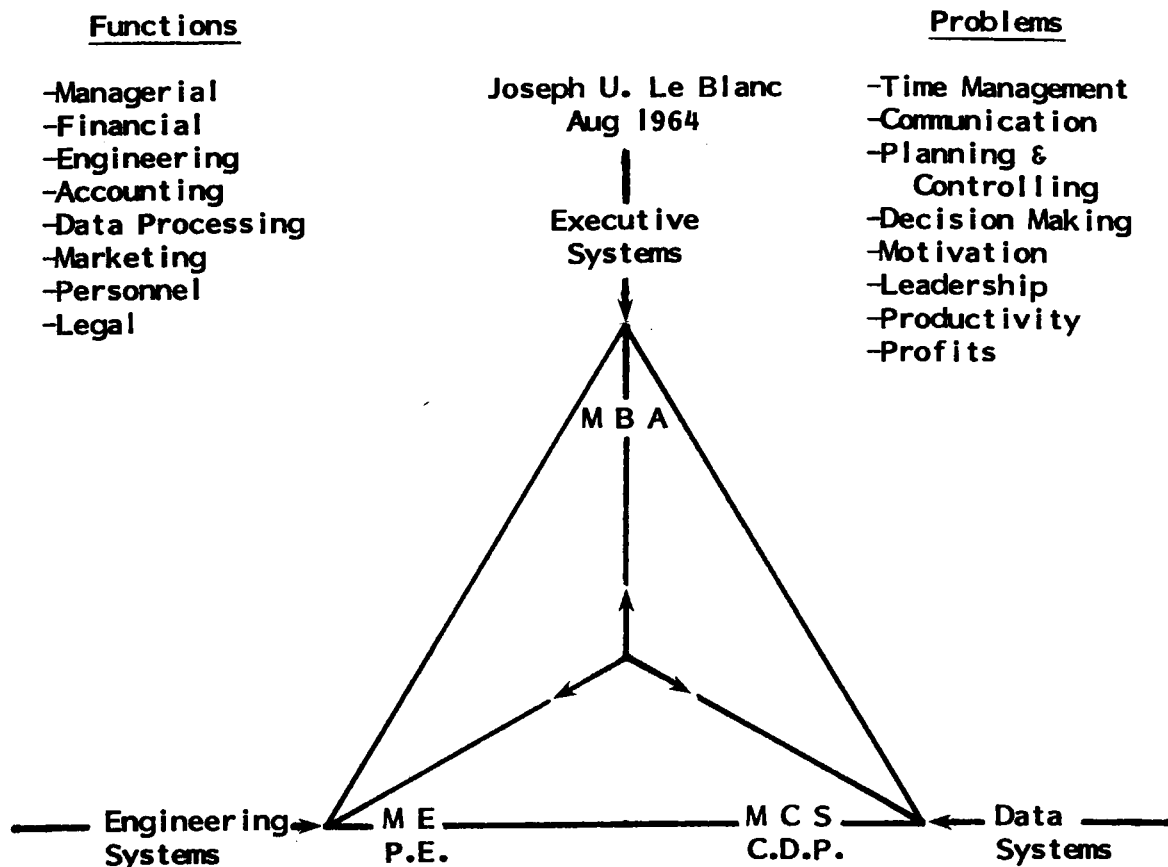 Functions
-Managerial
-Financial
-Engineering
-Accounting
-Data Processing
-Marketing
-Personnel
-Legal
Joseph U. Le Blanc
Aug 1964
Executive
Systems
Problems
-Time Management
-Communication
-Planning &
Controlling
-Decision Making
-Motivation
-Leadership
-Productivity
-Profits
M B A
Engineering
Systems
M E
P.E.
M C S
C.D.P.
Data
Systems